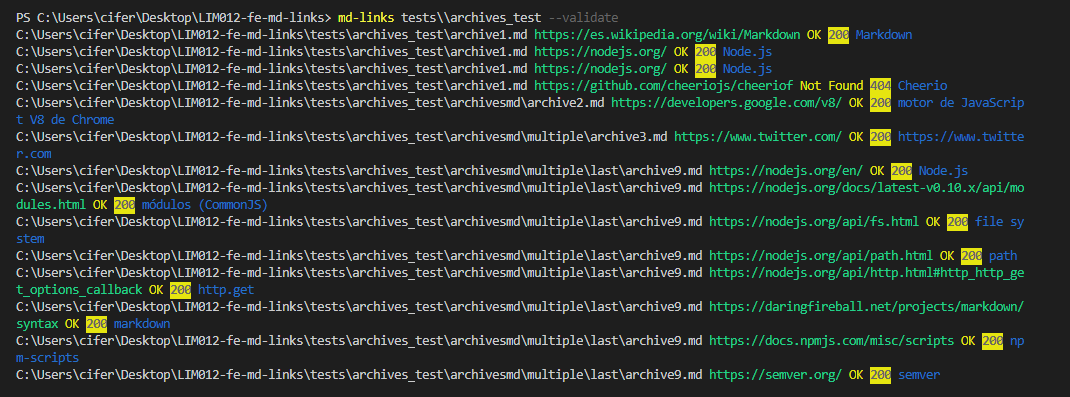 PS C:\Users\cifer\Desktop\LIM012-fe-md-links> md-links tests\\archives_test --validate
C:\Users\cifer\Desktop\LIM012-fe-md-links\tests\archives_test\archive1.md https://es.wikipedia.org/wiki/Markdown OK 200 Markdown
C:\Users\cifer\Desktop\LIM012-fe-md-links\tests\archives_test\archive1.md https://nodejs.org/ OK 200 Node.js
C:\Users\cifer\Desktop\LIM012-fe-md-links\tests\archives_test\archive1.md https://nodejs.org/ OK 200 Node.js
C:\Users\cifer\Desktop\LIM012-fe-md-links\tests\archives_test\archive1.md https://github.com/cheeriojs/cheeriof Not Found 404 Cheerio
C:\Users\cifer\Desktop\LIM012-fe-md-links\tests\archives_test\archivesmd\archive2.md https://developers.google.com/v8/ OK 200 motor de JavaScrip
t V8 de Chrome
C:\Users\cifer\Desktop\LIM012-fe-md-links\tests\archives_test\archivesmd\multiple\archive3.md https://www.twitter.com/ OK 200 https://www.twitte
r.com
C:\Users\cifer\Desktop\LIM012-fe-md-links\tests\archives_test\archivesmd\multiple\last\archive9.md https://nodejs.org/en/ OK 200 Node.js
C:\Users\cifer\Desktop\LIM012-fe-md-links\tests\archives_test\archivesmd\multiple\last\archive9.md https://nodejs.org/docs/latest-v0.10.x/api/mo
dules.html OK 200 módulos (CommonJS)
C:\Users\cifer\Desktop\LIM012-fe-md-links\tests\archives_test\archivesmd\multiple\last\archive9.md https://nodejs.org/api/fs.html OK 200 file sy
stem
C:\Users\cifer\Desktop\LIM012-fe-md-links\tests\archives_test\archivesmd\multiple\last\archive9.md https://nodejs.org/api/path.html OK 200 path
C:\Users\cifer\Desktop\LIM012-fe-md-links\tests\archives_test\archivesmd\multiple\last\archive9.md https://nodejs.org/api/http.html#http_http_ge
t_options_callback OK 200 http.get
C:\Users\cifer\Desktop\LIM012-fe-md-links\tests\archives_test\archivesmd\multiple\last\archive9.md https://daringfireball.net/projects/markdown/
syntax OK 200 markdown
C:\Users\cifer\Desktop\LIM012-fe-md-links\tests\archives_test\archivesmd\multiple\last\archive9.md https://docs.npmjs.com/misc/scripts OK 200 np
m-scripts
C:\Users\cifer\Desktop\LIM012-fe-md-links\tests\archives_test\archivesmd\multiple\last\archive9.md https://semver.org/ OK 200 semver